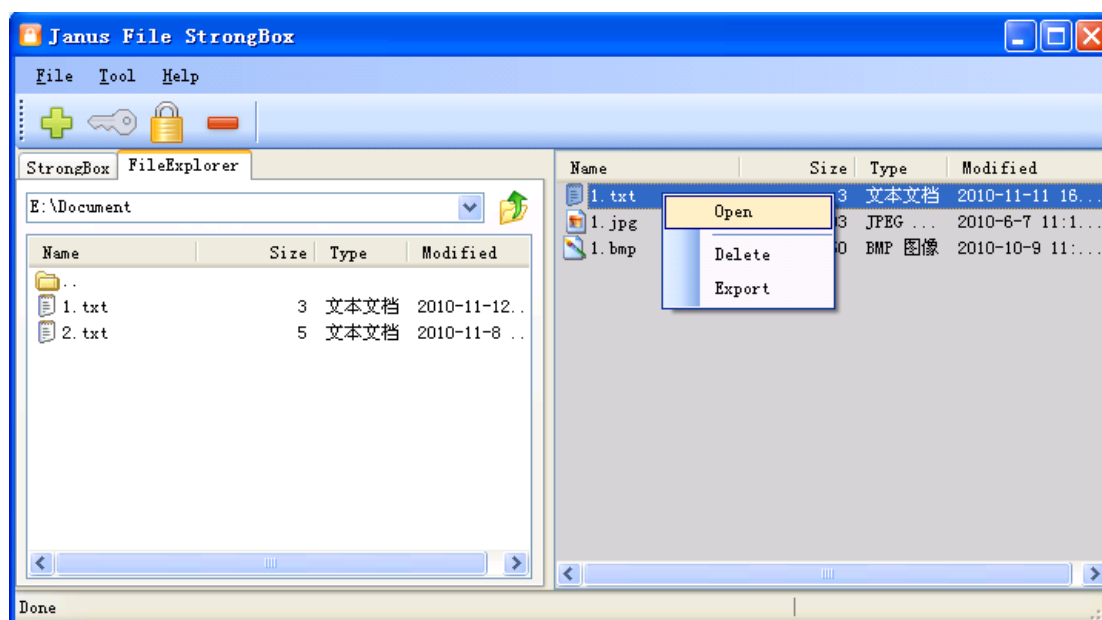 Janus File StrongBox
File Tool Help
StrongBox FileExplorer
E:\Document
Name Size Type Modified
..
1.txt 3 文本文档 2010-11-12..
2.txt 5 文本文档 2010-11-8 ..
Name Size Type Modified
1.txt 3 文本文档 2010-11-11 16...
1.jpg JPEG ... 2010-6-7 11:1...
1.bmp BMP 图像 2010-10-9 11:...
Open
Delete
Export
Done